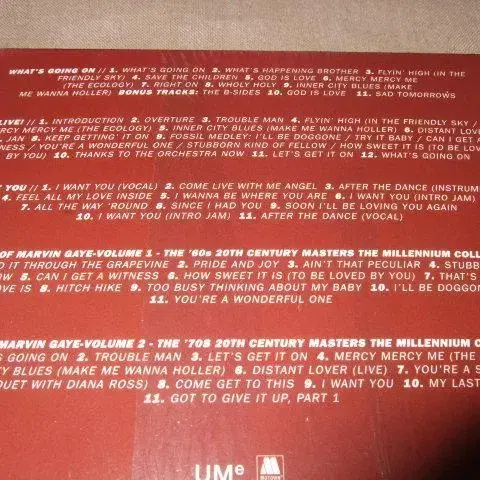 WHAT'S GOING ON // 1. WHAT'S GOING ON 2. WHAT'S HAPPENING BROTHER 3. FLYIN' HIGH (IN THE
FRIENDLY SKY) 4. SAVE THE CHILDREN 5. GOD IS LOVE 6. MERCY MERCY ME
(THE ECOLOGY) 7. RIGHT ON 8. WHOLY HOLY 9. INNER CITY BLUES (MAKE
ME WANNA HOLLER) BONUS TRACKS: THE B-SIDES 10. GOD IS LOVE 11. SAD TOMORROWS
LIVE! // 1. INTRODUCTION 2. OVERTURE 3. TROUBLE MAN 4. FLYIN' HIGH (IN THE FRIENDLY SKY) /
MERCY MERCY ME (THE ECOLOGY) 5. INNER CITY BLUES (MAKE ME WANNA HOLLER) 6. DISTANT LOVE
7. JAN 8. KEEP GETTING' IT ON 9. FOSSIL MEDLEY: I'LL BE DOGGONE / TRY IT BABY / CAN I GET A
NESS / YOU'RE A WONDERFUL ONE / STUBBORN KIND OF FELLOW / HOW SWEET IT IS (TO BE LOVE
BY YOU) 10. THANKS TO THE ORCHESTRA NOW 11. LET'S GET IT ON 12. WHAT'S GOING ON
T YOU // 1. I WANT YOU (VOCAL) 2. COME LIVE WITH ME ANGEL 3. AFTER THE DANCE (INSTRUM
4. FEEL ALL MY LOVE INSIDE 5. I WANNA BE WHERE YOU ARE 6. I WANT YOU (INTRO JAM)
7. ALL THE WAY 'ROUND 8. SINCE I HAD YOU 9. SOON I'LL BE LOVING YOU AGAIN
10. I WANT YOU (INTRO JAM) 11. AFTER THE DANCE (VOCAL)
OF MARVIN GAYE-VOLUME 1 - THE '60s 20TH CENTURY MASTERS THE MILLENNIUM COLL
D IT THROUGH THE GRAPEVINE 2. PRIDE AND JOY 3. AIN'T THAT PECULIAR 4. STUBB
OW 5. CAN I GET A WITNESS 6. HOW SWEET IT IS (TO BE LOVED BY YOU) 7. THAT'S
OVE IS 8. HITCH HIKE 9. TOO BUSY THINKING ABOUT MY BABY 10. I'LL BE DOGGON
11. YOU'RE A WONDERFUL ONE
MARVIN GAYE-VOLUME 2 - THE '70S 20TH CENTURY MASTERS THE MILLENNIUM CO
S GOING ON 2. TROUBLE MAN 3. LET'S GET IT ON 4. MERCY MERCY ME (THE
TY BLUES (MAKE ME WANNA HOLLER) 6. DISTANT LOVER (LIVE) 7. YOU'RE A S
DUET WITH DIANA ROSS) 8. COME GET TO THIS 9. I WANT YOU 10. MY LAST
11. GOT TO GIVE IT UP, PART 1
UMe
MOTOWN